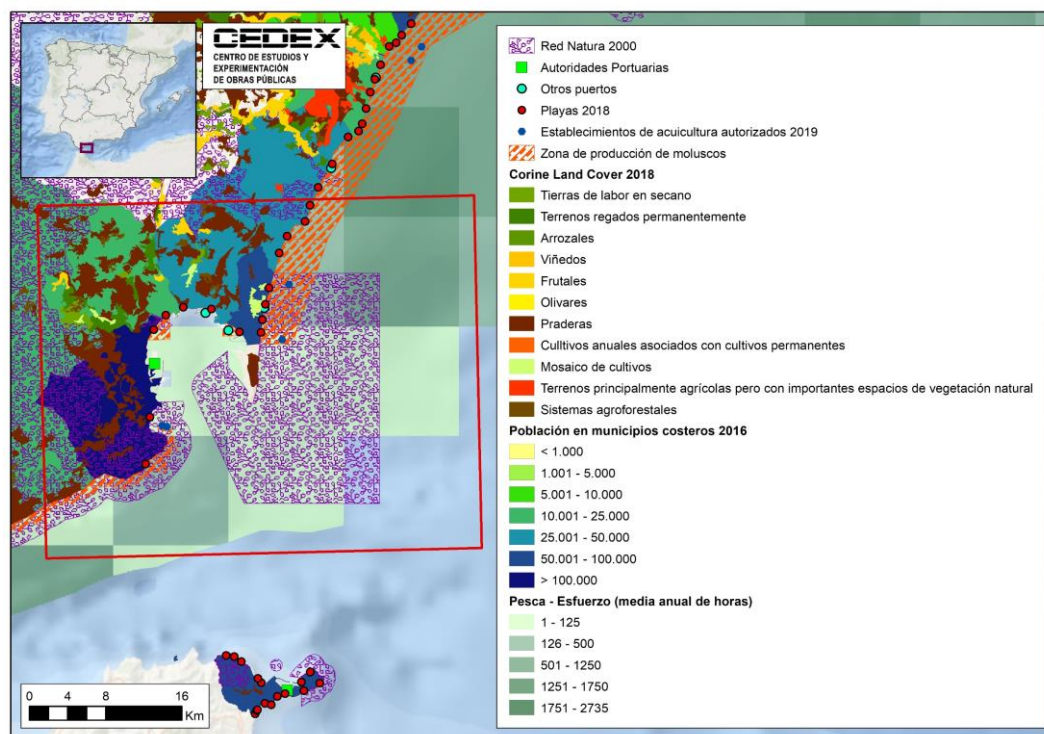 CEDEX
CENTRO DE ESTUDIOS Y
EXPERIMENTACIÓN
DE OBRAS PÚBLICAS
Red Natura 2000
Autoridades Portuarias
Otros puertos
Playas 2018
Establecimientos de acuicultura autorizados 2019
Zona de producción de moluscos
Corine Land Cover 2018
Tierras de labor en secano
Terrenos regados permanentemente
Arrozales
Viñedos
Frutales
Olivares
Praderas
Culltivos anuales asociados con cultivos permanentes
Mosaico de cultivos
Terrenos principalmente agrícolas pero con importantes espacios de vegetación natural
Sistemas agroforestales
Población en municipios costeros 2016
< 1.000
1.001 - 5.000
5.001 - 10.000
10.001 - 25.000
25.001 - 50.000
50.001 - 100.000
> 100.000
Pesca - Esfuerzo (media anual de horas)
1 - 125
126 - 500
501 - 1250
1251 - 1750
1751 - 2735
0 4 8 16
Km